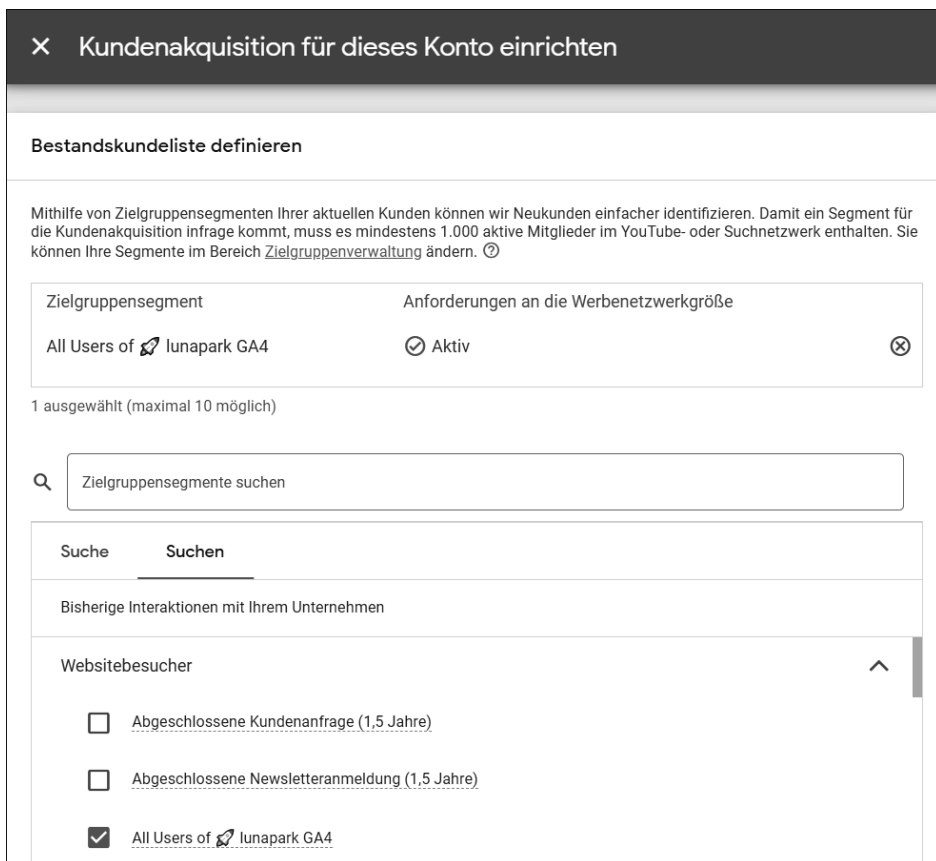 Kundenakquisition für dieses Konto einrichten
Bestandskundeliste definieren
Mithilfe von Zielgruppensegmenten Ihrer aktuellen Kunden können wir Neukunden einfacher identifizieren. Damit ein Segment für
die Kundenakquisition infrage kommt, muss es mindestens 1.000 aktive Mitglieder im YouTube- oder Suchnetzwerk enthalten. Sie
können Ihre Segmente im Bereich Zielgruppenverwaltung ändern.
Zielgruppensegment Anforderungen an die Werbenetzwerkgröße
All Users of 🚀 lunapark GA4 Aktiv
1 ausgewählt (maximal 10 möglich)
Zielgruppensegmente suchen
Suche Suchen
Bisherige Interaktionen mit Ihrem Unternehmen
Websitebesucher
Abgeschlossene Kundenanfrage (1,5 Jahre)
Abgeschlossene Newsletteranmeldung (1,5 Jahre)
All Users of 🚀 lunapark GA4